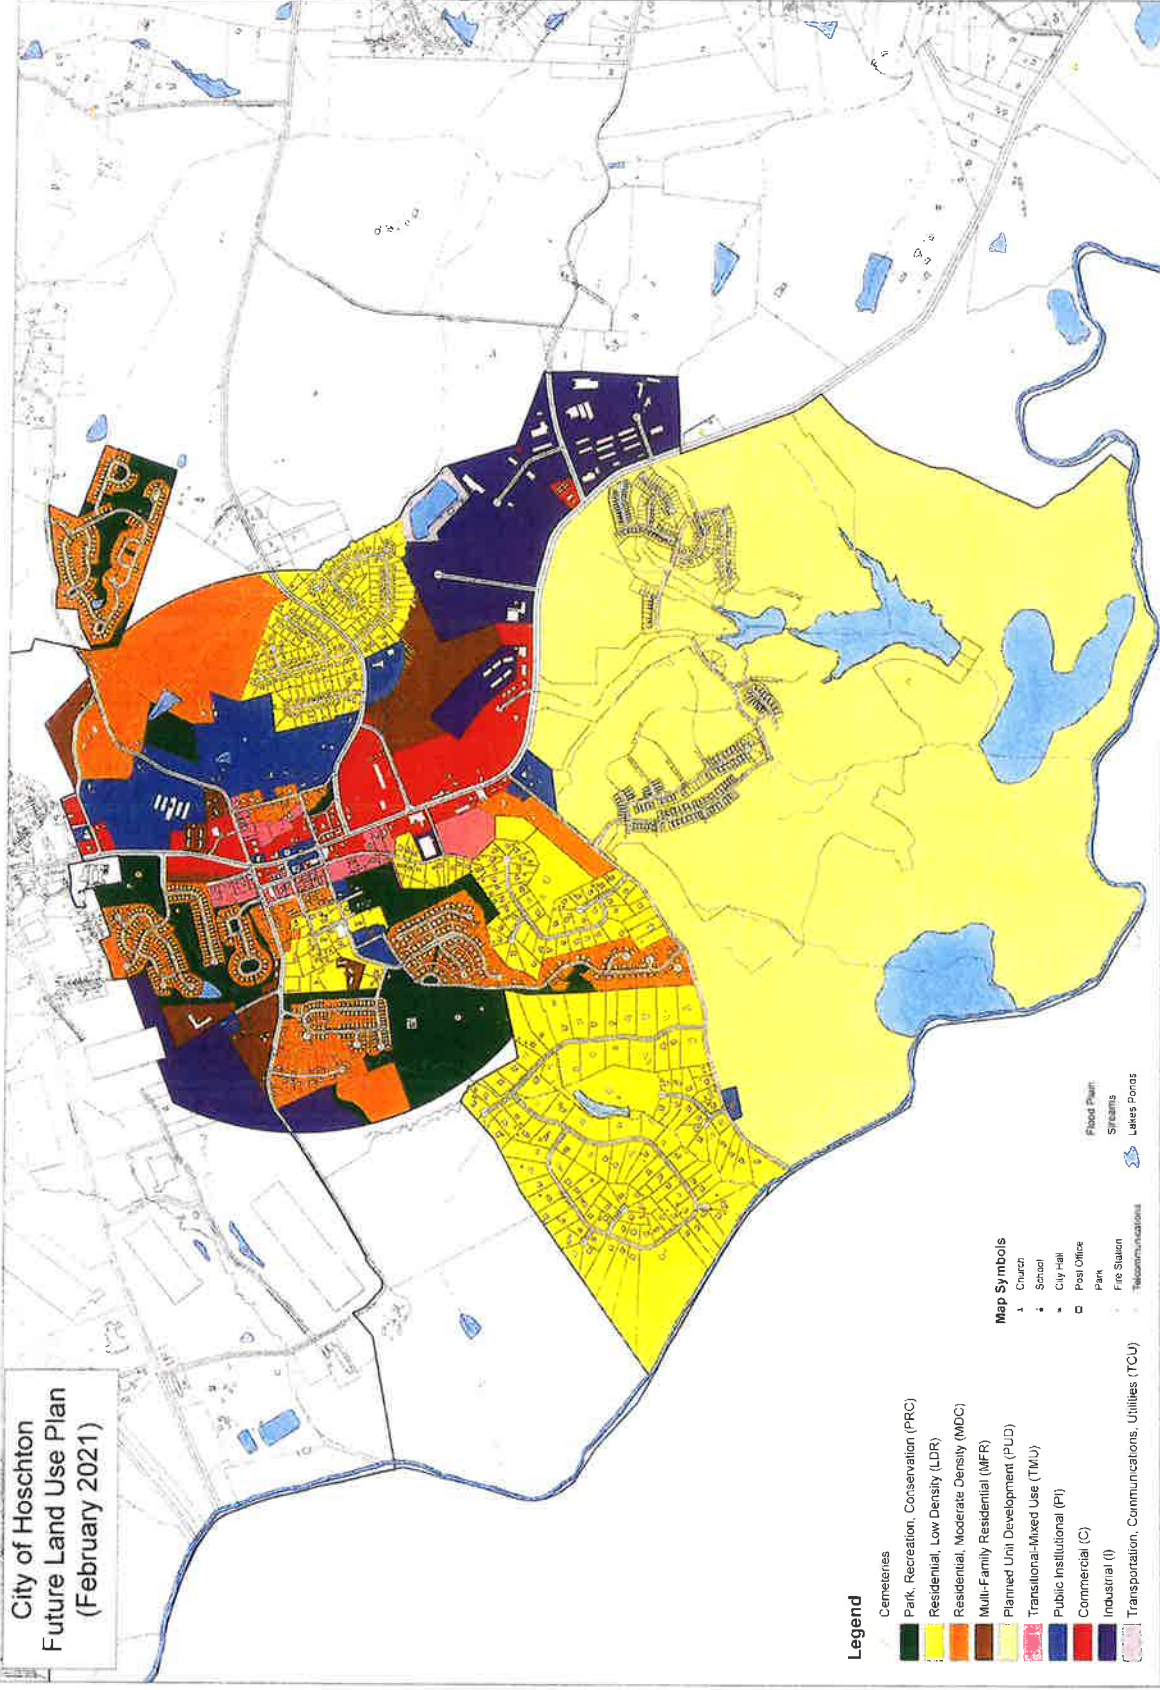 City of Hoschton
Future Land Use Plan
(February 2021)
Legend
Cemeteries
Park, Recreation, Conservation (PRC)
Residential, Low Density (LDR)
Residential, Moderate Density (MDC)
Multi-Family Residential (MFR)
Planned Unit Development (PUD)
Transitional-Mixed Use (TMU)
Public Institutional (PI)
Commercial (C)
Industrial (I)
Transportation, Communications, Utilities (TCU)
Map Symbols
Church
School
City Hall
Post Office
Park
Fire Station
Telecommunications
Flood Plain
Streams
Lakes Ponds